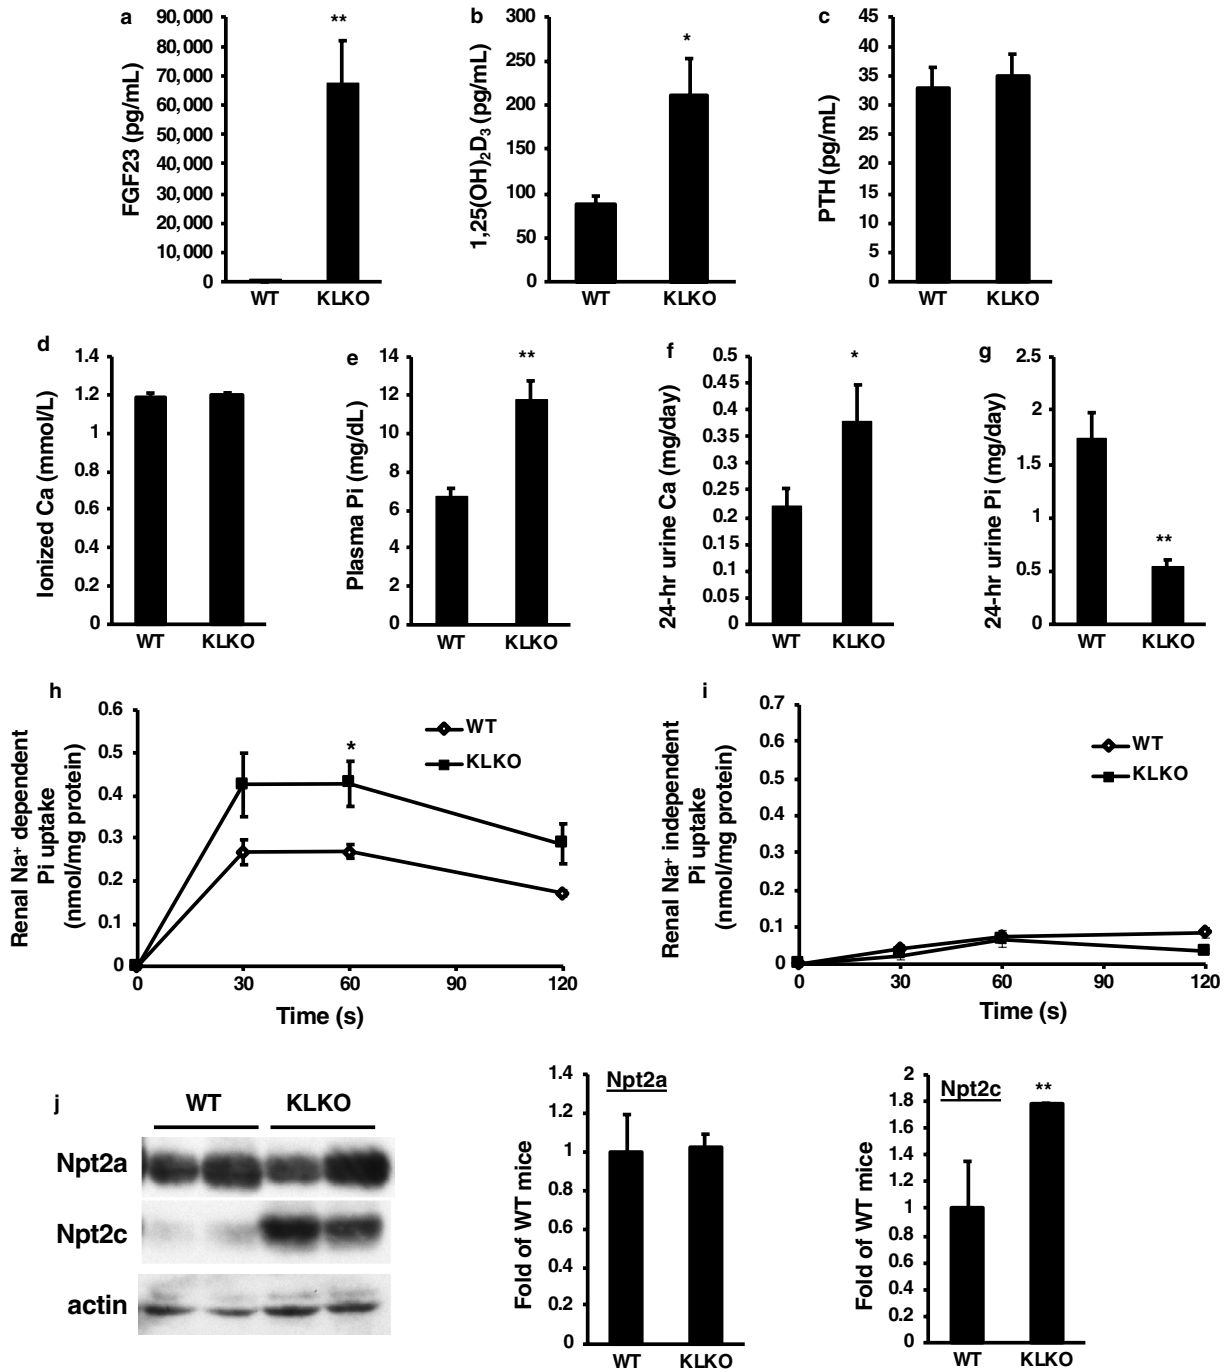 a
FGF23 (pg/mL)
90,000
80,000
70,000
60,000
50,000
40,000
30,000
20,000
10,000
0
**
WT KLKO
b
1,25(OH)₂D₃ (pg/mL)
300
250
200
150
100
50
0
*
WT KLKO
c
PTH (pg/mL)
45
40
35
30
25
20
15
10
5
0
WT KLKO
d
Ionized Ca (mmol/L)
1.4
1.2
1
0.8
0.6
0.4
0.2
0
WT KLKO
e
Plasma Pi (mg/dL)
14
12
10
8
6
4
2
0
**
WT KLKO
f
24-hr urine Ca (mg/day)
0.5
0.45
0.4
0.35
0.3
0.25
0.2
0.15
0.1
0.05
0
*
WT KLKO
g
24-hr urine Pi (mg/day)
2.5
2
1.5
1
0.5
0
**
WT KLKO
h
Renal Na⁺ dependent
Pi uptake
(nmol/mg protein)
0.6
0.5
0.4
0.3
0.2
0.1
0
WT
KLKO
*
0 30 60 90 120
Time (s)
i
Renal Na⁺ independent
Pi uptake
(nmol/mg protein)
0.7
0.6
0.5
0.4
0.3
0.2
0.1
0
WT
KLKO
0 30 60 90 120
Time (s)
j
WT KLKO
Npt2a
Npt2c
actin
Npt2a
Fold of WT mice
1.4
1.2
1
0.8
0.6
0.4
0.2
0
WT KLKO
Npt2c
Fold of WT mice
2
1.8
1.6
1.4
1.2
1
0.8
0.6
0.4
0.2
0
**
WT KLKO